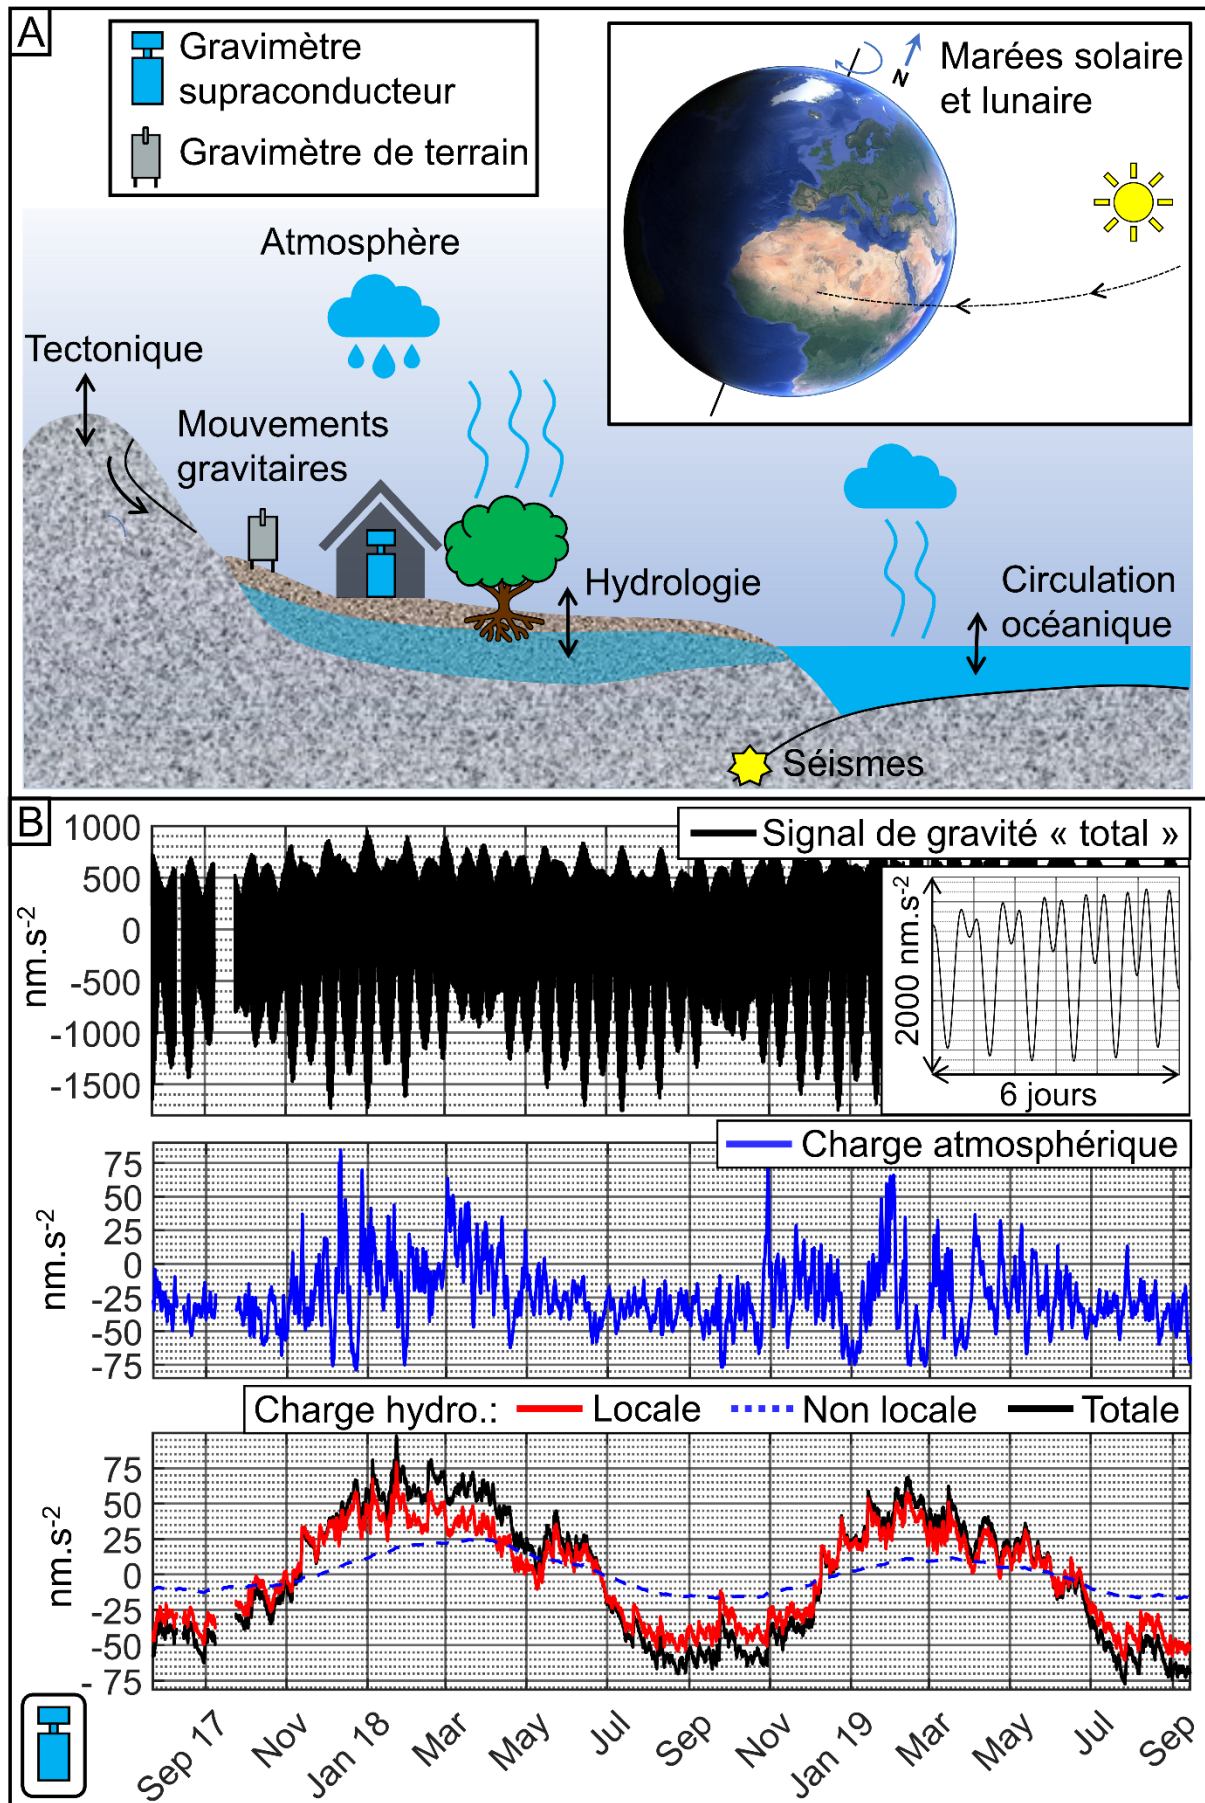 A
Gravimètre
supraconducteur
Gravimètre de terrain
N
Marées solaire
et lunaire
Atmosphère
Tectonique
Mouvements
gravitaires
Hydrologie
Circulation
océanique
Séismes
B
Signal de gravité « total »
1000
500
0
-500
-1000
-1500
nm.s⁻²
2000 nm.s⁻²
6 jours
Charge atmosphérique
75
50
25
0
-25
-50
-75
nm.s⁻²
Charge hydro.: Locale Non locale Totale
75
50
25
0
-25
-50
- 75
nm.s⁻²
Sep 17 Nov Jan 18 Mar May Jul Sep Nov Jan 19 Mar May Jul Sep